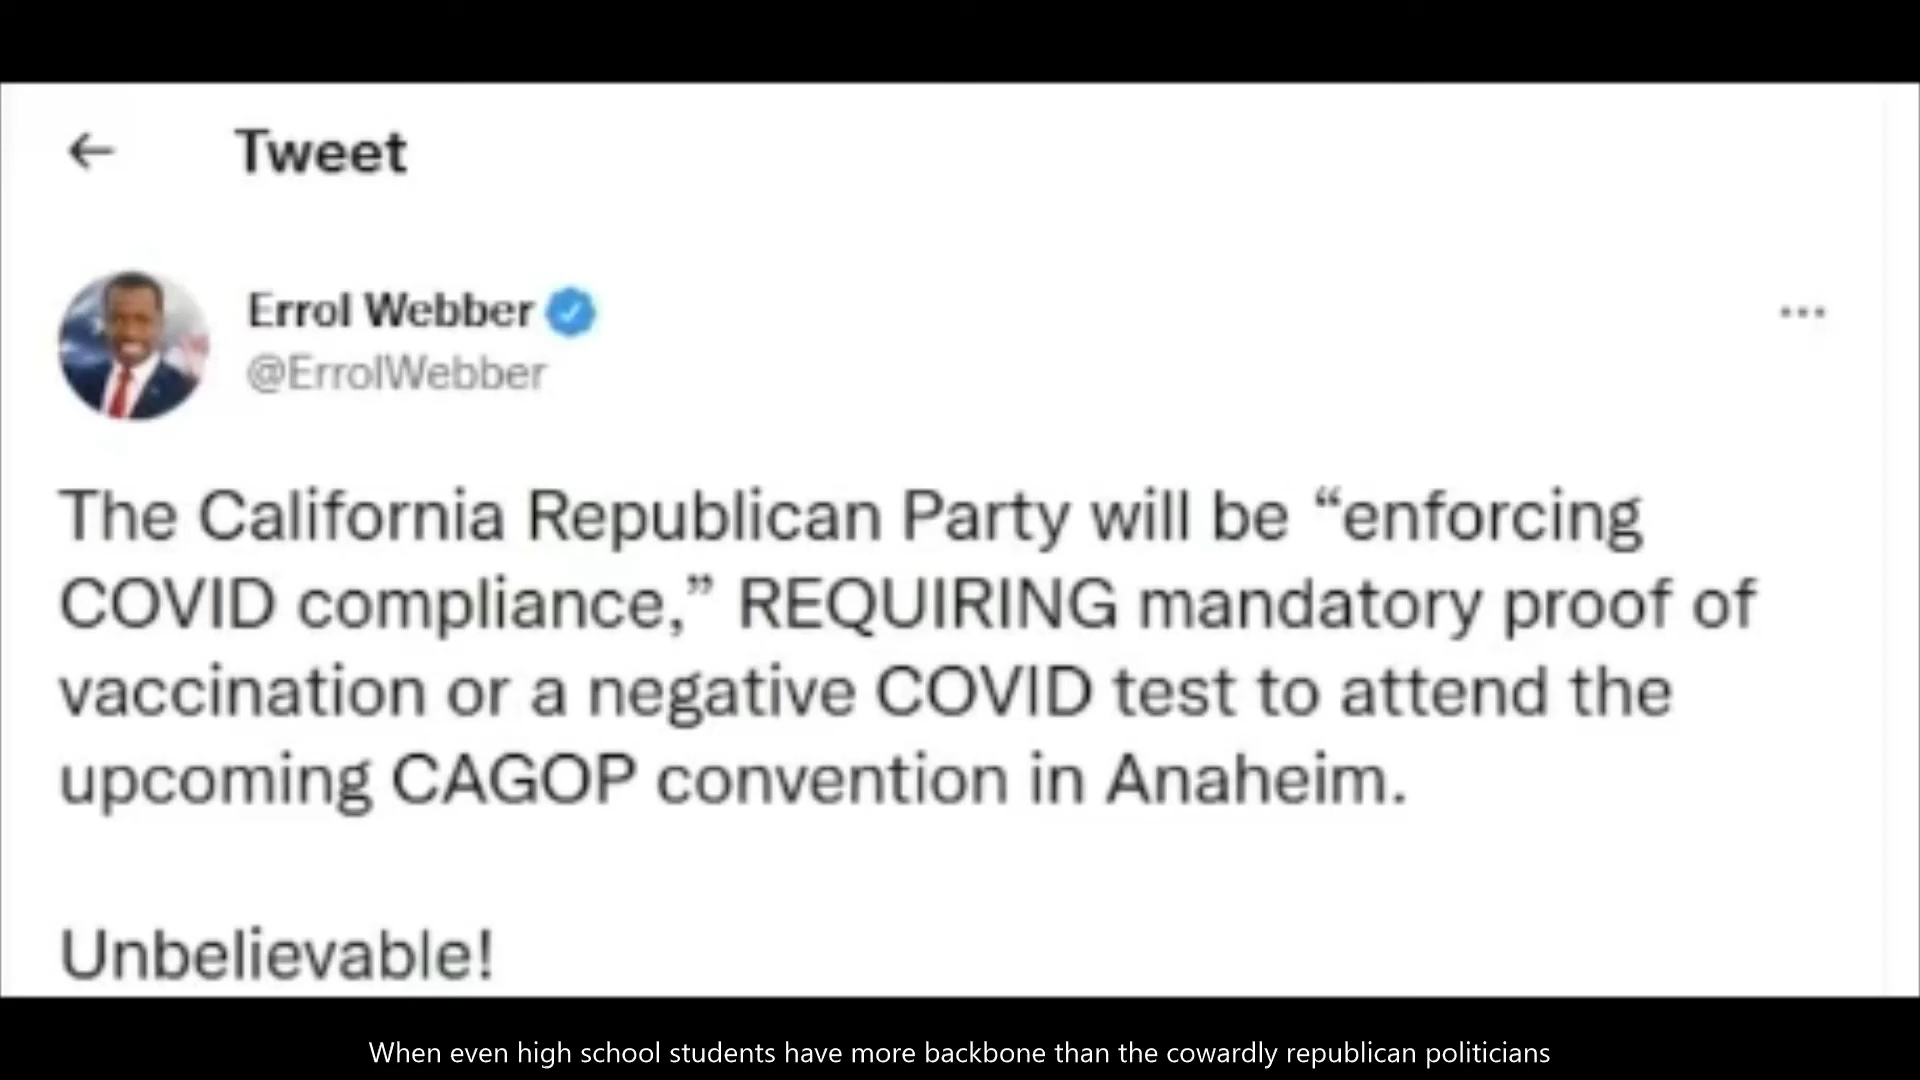 Tweet
Errol Webber
@ErrolWebber
The California Republican Party will be “enforcing
COVID compliance,” REQUIRING mandatory proof of
vaccination or a negative COVID test to attend the
upcoming CAGOP convention in Anaheim.
Unbelievable!
When even high school students have more backbone than the cowardly republican politicians